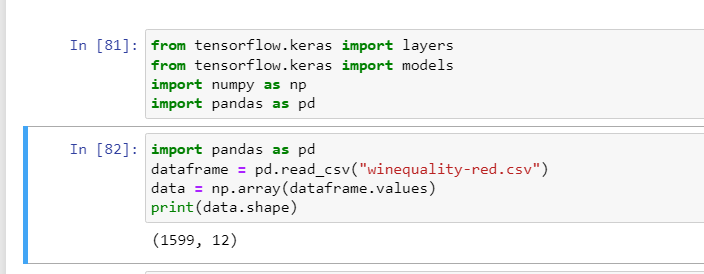 In [81]: from tensorflow.keras import layers
from tensorflow.keras import models
import numpy as np
import pandas as pd
In [82]: import pandas as pd
dataframe = pd.read_csv("winequality-red.csv")
data = np.array(dataframe.values)
print(data.shape)
(1599, 12)